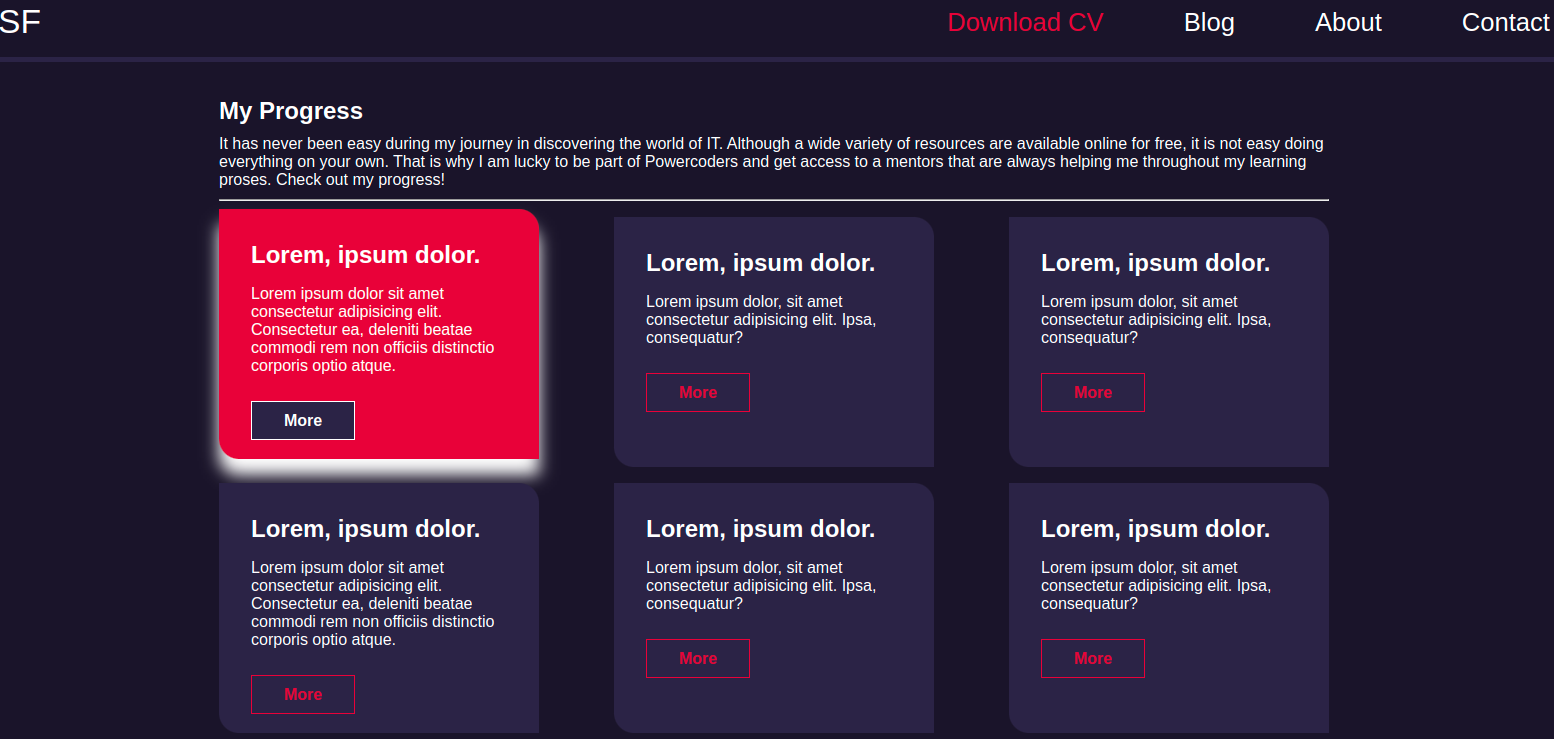 SF
Download CV Blog About Contact
My Progress
It has never been easy during my journey in discovering the world of IT. Although a wide variety of resources are available online for free, it is not easy doing
everything on your own. That is why I am lucky to be part of Powercoders and get access to a mentors that are always helping me throughout my learning
proses. Check out my progress!
Lorem, ipsum dolor.
Lorem ipsum dolor sit amet
consectetur adipisicing elit.
Consectetur ea, deleniti beatae
commodi rem non officiis distinctio
corporis optio atque.
More
Lorem, ipsum dolor.
Lorem ipsum dolor, sit amet
consectetur adipisicing elit. Ipsa,
consequatur?
More
Lorem, ipsum dolor.
Lorem ipsum dolor, sit amet
consectetur adipisicing elit. Ipsa,
consequatur?
More
Lorem, ipsum dolor.
Lorem ipsum dolor sit amet
consectetur adipisicing elit.
Consectetur ea, deleniti beatae
commodi rem non officiis distinctio
corporis optio atque.
More
Lorem, ipsum dolor.
Lorem ipsum dolor, sit amet
consectetur adipisicing elit. Ipsa,
consequatur?
More
Lorem, ipsum dolor.
Lorem ipsum dolor, sit amet
consectetur adipisicing elit. Ipsa,
consequatur?
More